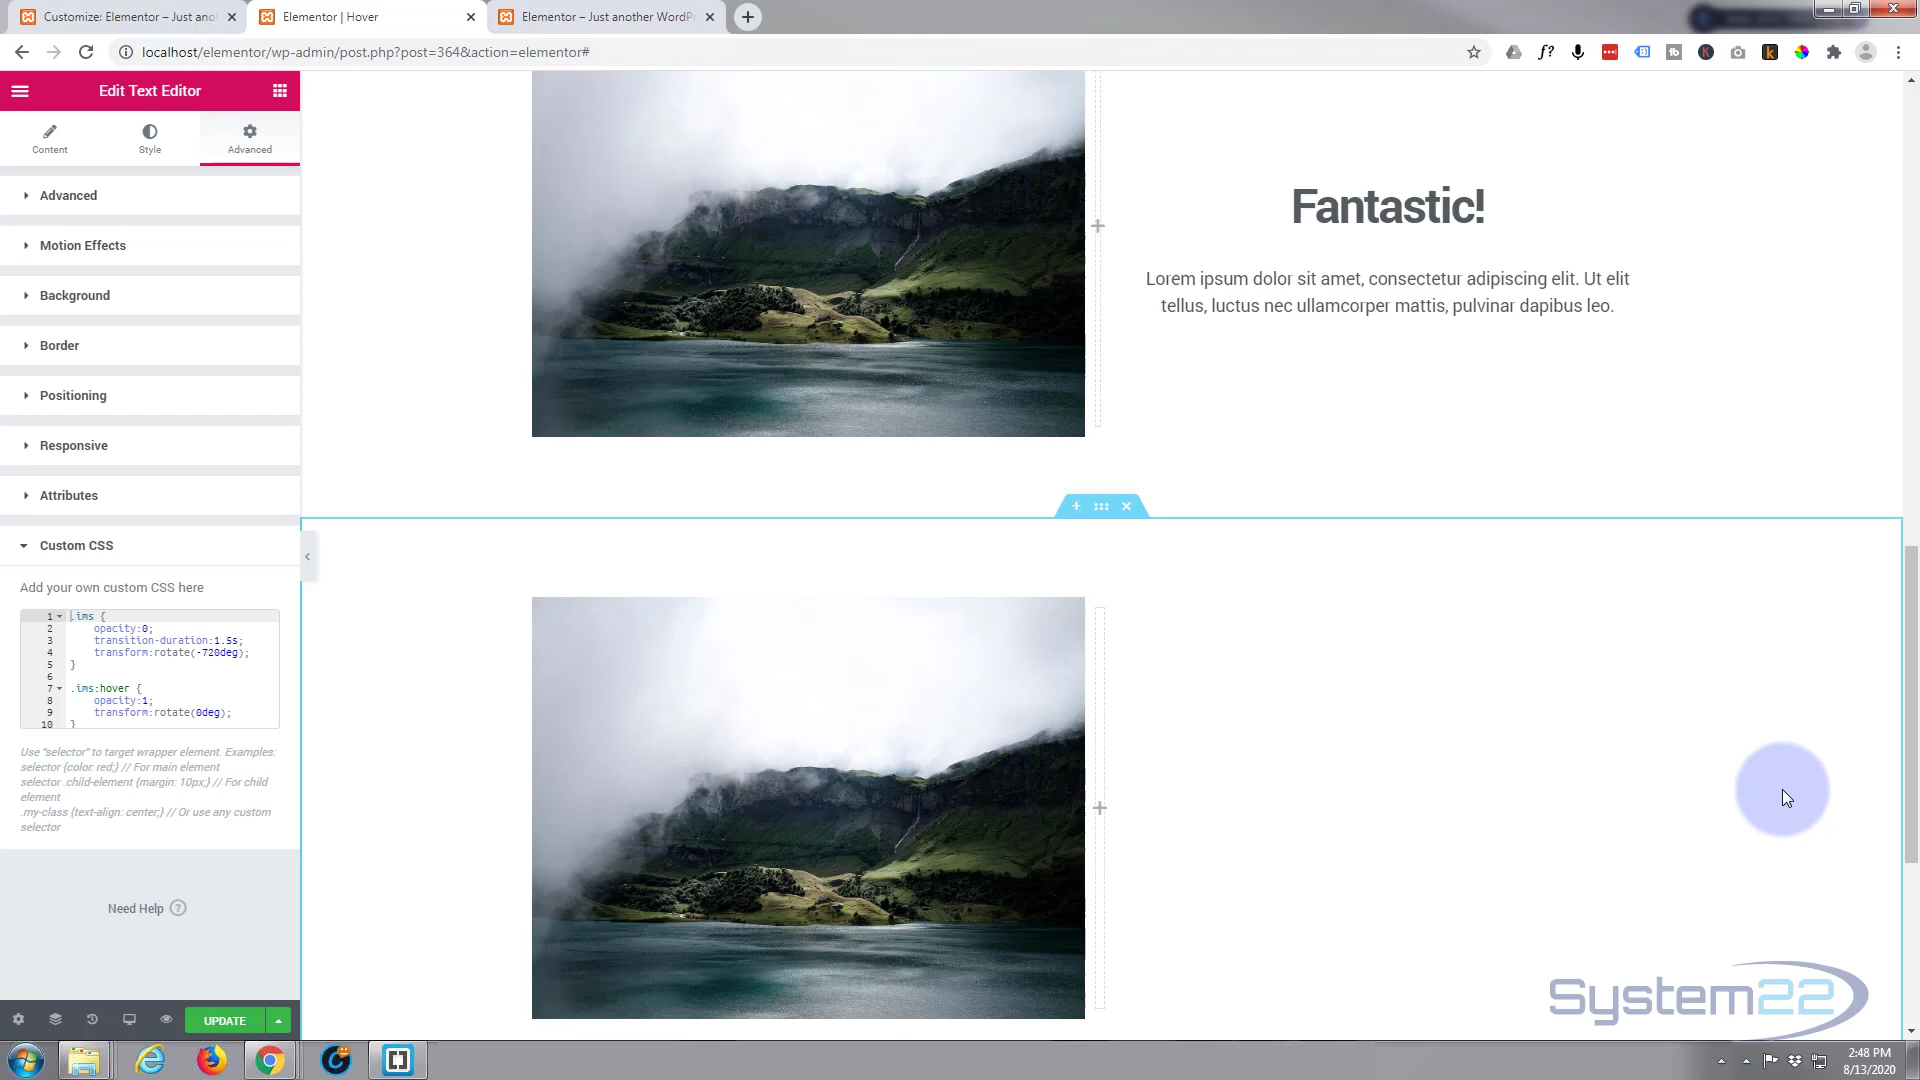 Customize: Elementor – Just anot
Elementor | Hover
Elementor – Just another WordPr
localhost/elementor/wp-admin/post.php?post=364&action=elementor#
Edit Text Editor
Content
Style
Advanced
Advanced
Motion Effects
Background
Border
Positioning
Responsive
Attributes
Custom CSS
Add your own custom CSS here
1 .ims {
2 opacity:0;
3 transition-duration:1.5s;
4 transform:rotate(-720deg);
5 }
6
7 .ims:hover {
8 opacity:1;
9 transform:rotate(0deg);
10 }
Use "selector" to target wrapper element. Examples:
selector {color: red;} // For main element
selector .child-element {margin: 10px;} // For child
element
.my-class {text-align: center;} // Or use any custom
selector
Need Help ?
UPDATE
Fantastic!
Lorem ipsum dolor sit amet, consectetur adipiscing elit. Ut elit
tellus, luctus nec ullamcorper mattis, pulvinar dapibus leo.
System22
2:48 PM
8/13/2020